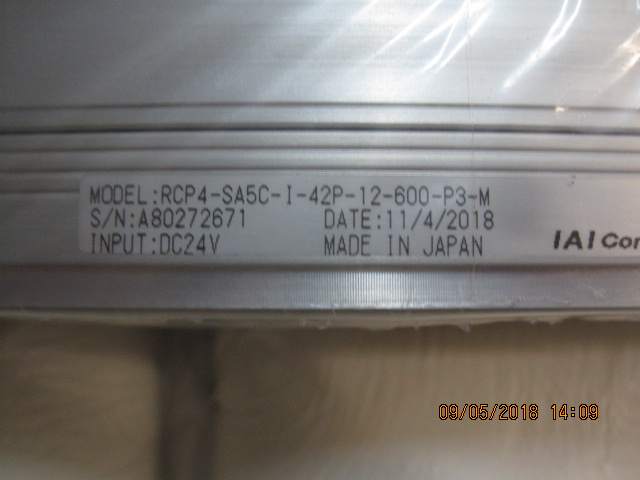 MODEL:RCP4-SA5C-I-42P-12-600-P3-M
S/N:A80272671 DATE:11/4/2018
INPUT:DC24V MADE IN JAPAN
IAI Cor
09/05/2018 14:09